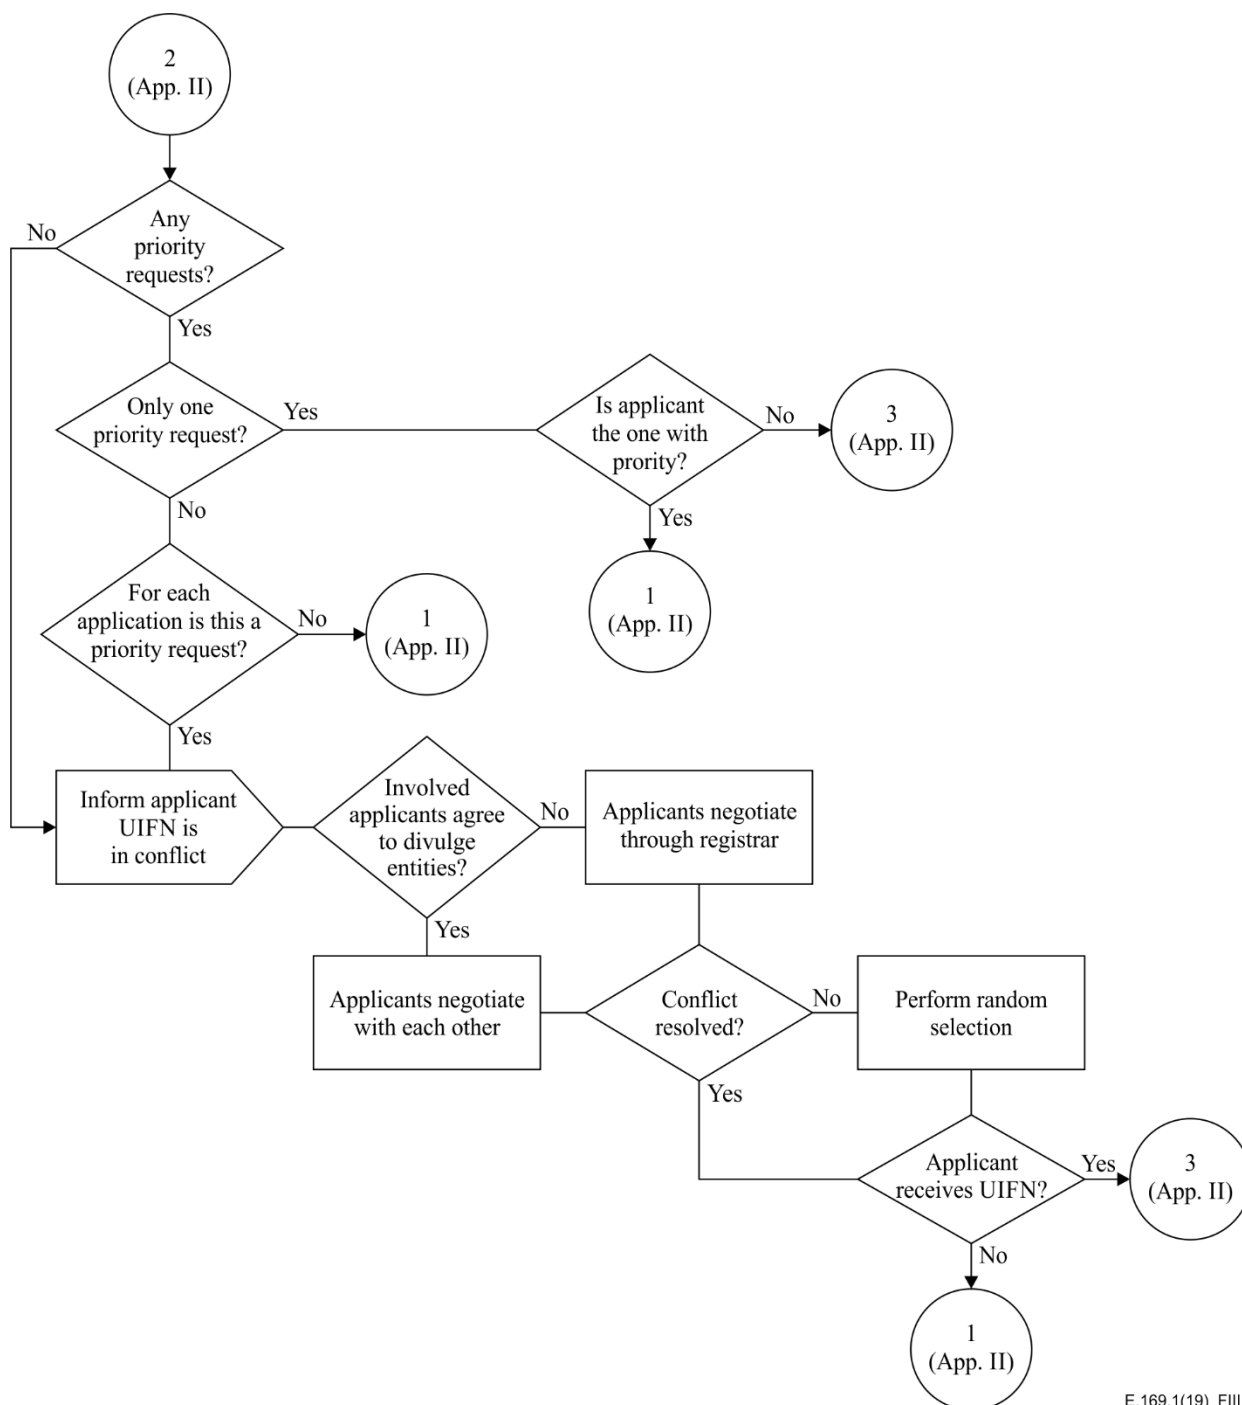 2
(App. II)
Any
priority
requests?
No
Yes
Only one
priority request?
Yes
No
Is applicant
the one with
prority?
No
3
(App. II)
Yes
1
(App. II)
For each
application is this a
priority request?
No
1
(App. II)
Yes
Inform applicant
UIFN is
in conflict
Involved
applicants agree
to divulge
entities?
No
Applicants negotiate
through registrar
Yes
Applicants negotiate
with each other
Conflict
resolved?
No
Perform random
selection
Yes
Applicant
receives UIFN?
Yes
3
(App. II)
No
1
(App. II)
E.169.1(19)_FIII